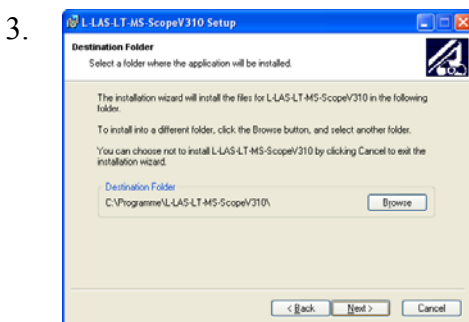 3.
L-LAS-LT-MS-ScopeV310 Setup
Destination Folder
Select a folder where the application will be installed.
The installation wizard will install the files for L-LAS-LT-MS-ScopeV310 in the following
folder.
To install into a different folder, click the Browse button, and select another folder.
You can choose not to install L-LAS-LT-MS-ScopeV310 by clicking Cancel to exit the
installation wizard.
Destination Folder
C:\Programme\L-LAS-LT-MS-ScopeV310\
Browse
< Back Next > Cancel